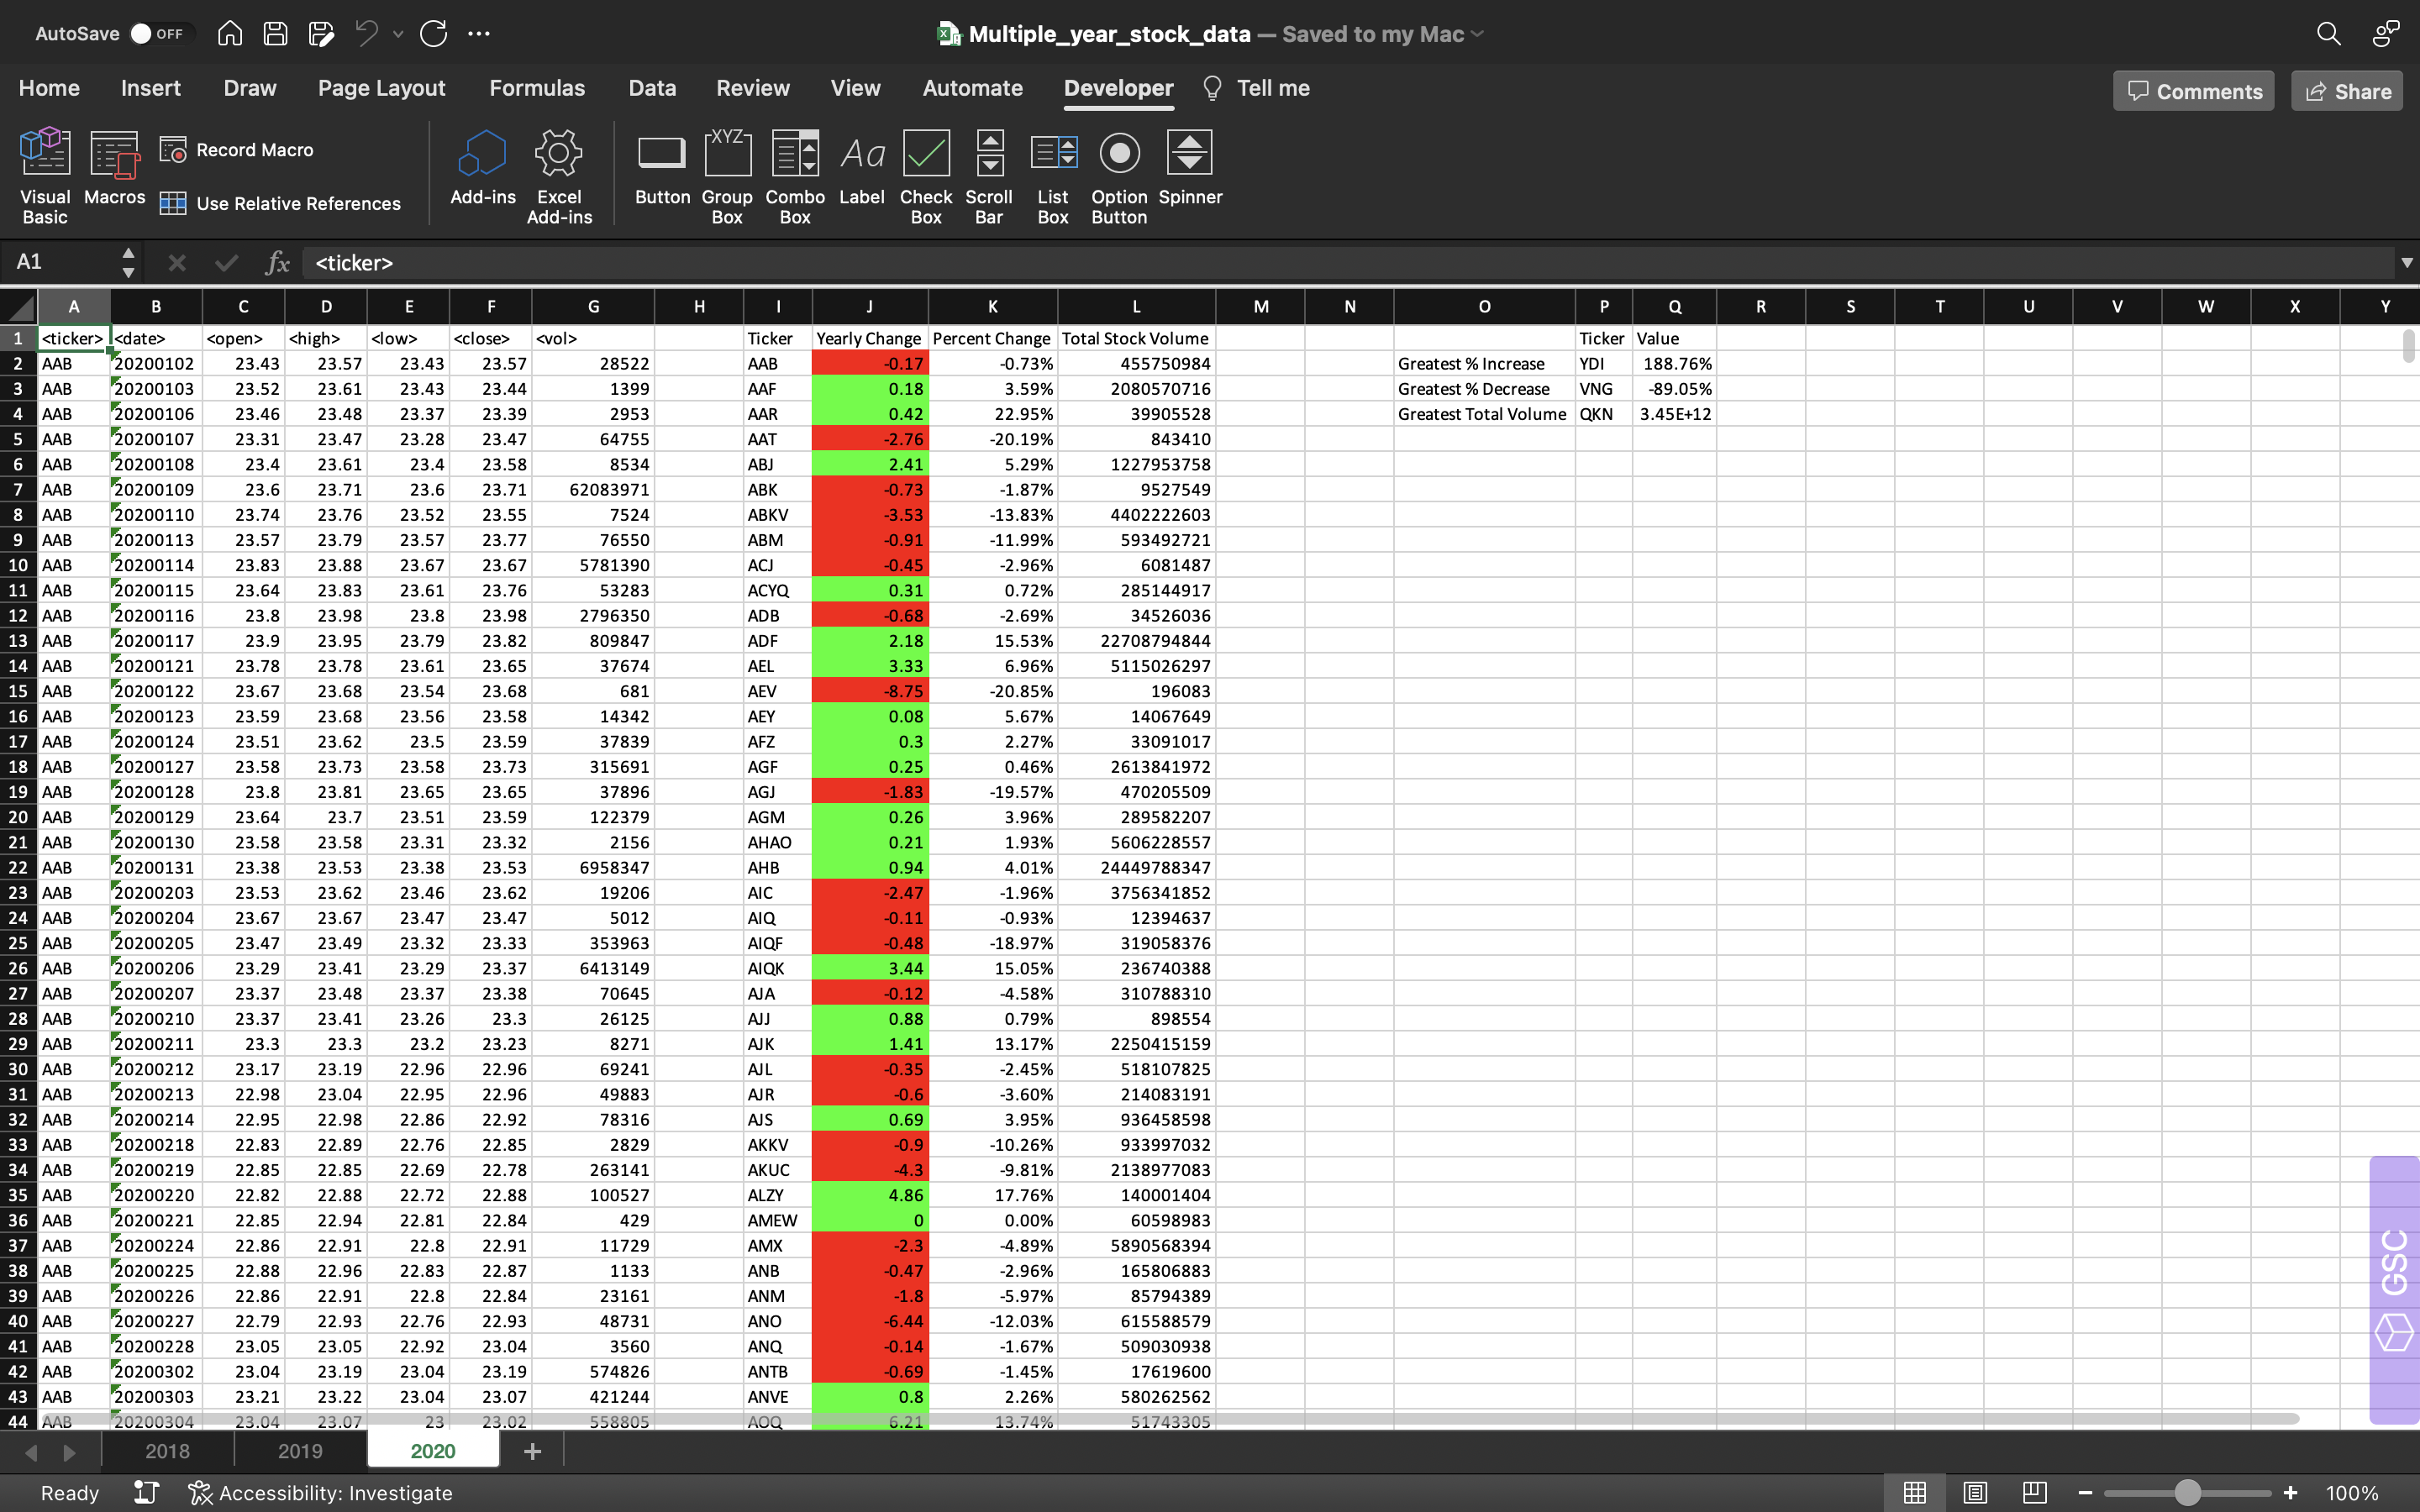 AutoSave OFF
Multiple_year_stock_data — Saved to my Mac
Home Insert Draw Page Layout Formulas Data Review View Automate Developer Tell me Comments Share
Visual Basic Macros Record Macro Use Relative References Add-ins Excel Add-ins Button XYZ Group Box Combo Box Aa Label Check Box Scroll Bar List Box Option Button Spinner
A1 fx <ticker>
A B C D E F G H I J K L M N O P Q R S T U V W X Y
1 <ticker> <date> <open> <high> <low> <close> <vol> Ticker Yearly Change Percent Change Total Stock Volume Ticker Value
2 AAB 20200102 23.43 23.57 23.43 23.57 28522 AAB -0.17 -0.73% 455750984 Greatest % Increase YDI 188.76%
3 AAB 20200103 23.52 23.61 23.43 23.44 1399 AAF 0.18 3.59% 2080570716 Greatest % Decrease VNG -89.05%
4 AAB 20200106 23.46 23.48 23.37 23.39 2953 AAR 0.42 22.95% 39905528 Greatest Total Volume QKN 3.45E+12
5 AAB 20200107 23.31 23.47 23.28 23.47 64755 AAT -2.76 -20.19% 843410
6 AAB 20200108 23.4 23.61 23.4 23.58 8534 ABJ 2.41 5.29% 1227953758
7 AAB 20200109 23.6 23.71 23.6 23.71 62083971 ABK -0.73 -1.87% 9527549
8 AAB 20200110 23.74 23.76 23.52 23.55 7524 ABKV -3.53 -13.83% 4402222603
9 AAB 20200113 23.57 23.79 23.57 23.77 76550 ABM -0.91 -11.99% 593492721
10 AAB 20200114 23.83 23.88 23.67 23.67 5781390 ACJ -0.45 -2.96% 6081487
11 AAB 20200115 23.64 23.83 23.61 23.76 53283 ACYQ 0.31 0.72% 285144917
12 AAB 20200116 23.8 23.98 23.8 23.98 2796350 ADB -0.68 -2.69% 34526036
13 AAB 20200117 23.9 23.95 23.79 23.82 809847 ADF 2.18 15.53% 22708794844
14 AAB 20200121 23.78 23.78 23.61 23.65 37674 AEL 3.33 6.96% 5115026297
15 AAB 20200122 23.67 23.68 23.54 23.68 681 AEV -8.75 -20.85% 196083
16 AAB 20200123 23.59 23.68 23.56 23.58 14342 AEY 0.08 5.67% 14067649
17 AAB 20200124 23.51 23.62 23.5 23.59 37839 AFZ 0.3 2.27% 33091017
18 AAB 20200127 23.58 23.73 23.58 23.73 315691 AGF 0.25 0.46% 2613841972
19 AAB 20200128 23.8 23.81 23.65 23.65 37896 AGJ -1.83 -19.57% 470205509
20 AAB 20200129 23.64 23.7 23.51 23.59 122379 AGM 0.26 3.96% 289582207
21 AAB 20200130 23.58 23.58 23.31 23.32 2156 AHAO 0.21 1.93% 5606228557
22 AAB 20200131 23.38 23.53 23.38 23.53 6958347 AHB 0.94 4.01% 24449788347
23 AAB 20200203 23.53 23.62 23.46 23.62 19206 AIC -2.47 -1.96% 3756341852
24 AAB 20200204 23.67 23.67 23.47 23.47 5012 AIQ -0.11 -0.93% 12394637
25 AAB 20200205 23.47 23.49 23.32 23.33 353963 AIQF -0.48 -18.97% 319058376
26 AAB 20200206 23.29 23.41 23.29 23.37 6413149 AIQK 3.44 15.05% 236740388
27 AAB 20200207 23.37 23.48 23.37 23.38 70645 AJA -0.12 -4.58% 310788310
28 AAB 20200210 23.37 23.41 23.26 23.3 26125 AJJ 0.88 0.79% 898554
29 AAB 20200211 23.3 23.3 23.2 23.23 8271 AJK 1.41 13.17% 2250415159
30 AAB 20200212 23.17 23.19 22.96 22.96 69241 AJL -0.35 -2.45% 518107825
31 AAB 20200213 22.98 23.04 22.95 22.96 49883 AJR -0.6 -3.60% 214083191
32 AAB 20200214 22.95 22.98 22.86 22.92 78316 AJS 0.69 3.95% 936458598
33 AAB 20200218 22.83 22.89 22.76 22.85 2829 AKKV -0.9 -10.26% 933997032
34 AAB 20200219 22.85 22.85 22.69 22.78 263141 AKUC -4.3 -9.81% 2138977083
35 AAB 20200220 22.82 22.88 22.72 22.88 100527 ALZY 4.86 17.76% 140001404
36 AAB 20200221 22.85 22.94 22.81 22.84 429 AMEW 0 0.00% 60598983
37 AAB 20200224 22.86 22.91 22.8 22.91 11729 AMX -2.3 -4.89% 5890568394
38 AAB 20200225 22.88 22.96 22.83 22.87 1133 ANB -0.47 -2.96% 165806883
39 AAB 20200226 22.86 22.91 22.8 22.84 23161 ANM -1.8 -5.97% 85794389
40 AAB 20200227 22.79 22.93 22.76 22.93 48731 ANO -6.44 -12.03% 615588579
41 AAB 20200228 23.05 23.05 22.92 23.04 3560 ANQ -0.14 -1.67% 509030938
42 AAB 20200302 23.04 23.19 23.04 23.19 574826 ANTB -0.69 -1.45% 17619600
43 AAB 20200303 23.21 23.22 23.04 23.07 421244 ANVE 0.8 2.26% 580262562
44 AAB 20200304 23.04 23.07 23 23.02 558805 AOQ 6.21 13.74% 51743305
GSC
2018 2019 2020 +
Ready Accessibility: Investigate 100%